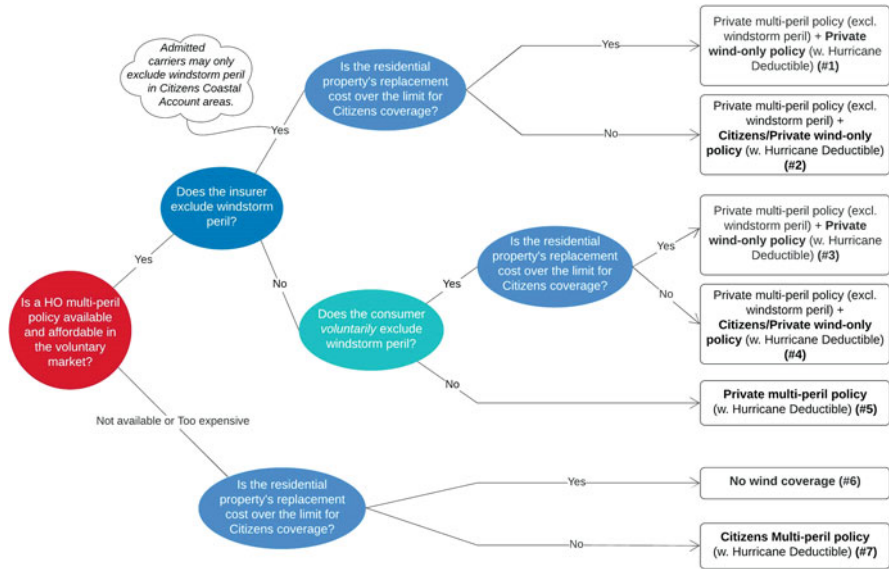 Admitted
carriers may only
exclude windstorm peril
in Citizens Coastal
Account areas.
Is the residential
property's replacement
cost over the limit for
Citizens coverage?
Yes
Private multi-peril policy (excl.
windstorm peril) + Private
wind-only policy (w. Hurricane
Deductible) (#1)
No
Private multi-peril policy (excl.
windstorm peril) +
Citizens/Private wind-only
policy (w. Hurricane Deductible)
(#2)
Yes
Does the insurer
exclude windstorm
peril?
Yes
No
Is a HO multi-peril
policy available
and affordable in
the voluntary
market?
Does the consumer
voluntarily exclude
windstorm peril?
Yes
Is the residential
property's replacement
cost over the limit for
Citizens coverage?
Yes
Private multi-peril policy (excl.
windstorm peril) + Private
wind-only policy (w. Hurricane
Deductible) (#3)
No
Private multi-peril policy (excl.
windstorm peril) +
Citizens/Private wind-only
policy (w. Hurricane Deductible)
(#4)
No
Private multi-peril policy
(w. Hurricane Deductible) (#5)
Not available or Too expensive
Is the residential
property's replacement
cost over the limit for
Citizens coverage?
Yes
No wind coverage (#6)
No
Citizens Multi-peril policy
(w. Hurricane Deductible) (#7)